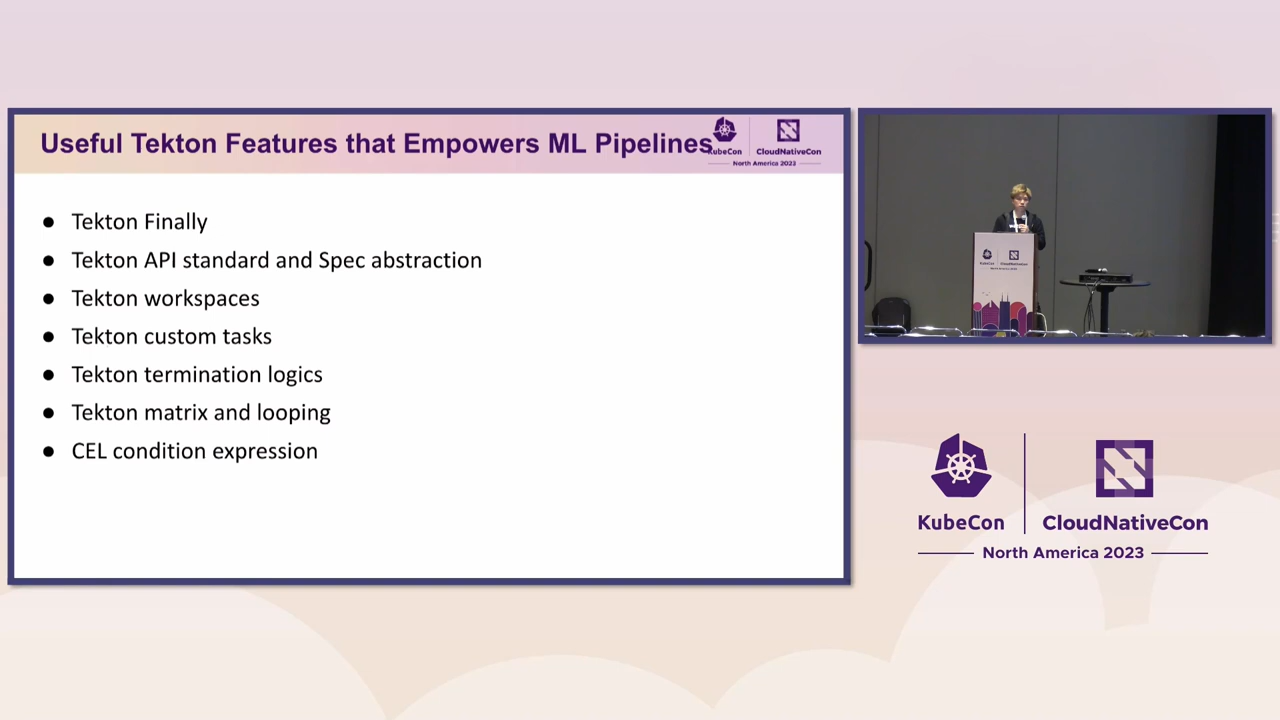 Useful Tekton Features that Empowers ML Pipelines
KubeCon
CloudNativeCon
North America 2023
Tekton Finally
Tekton API standard and Spec abstraction
Tekton workspaces
Tekton custom tasks
Tekton termination logics
Tekton matrix and looping
CEL condition expression
KubeCon
CloudNativeCon
North America 2023